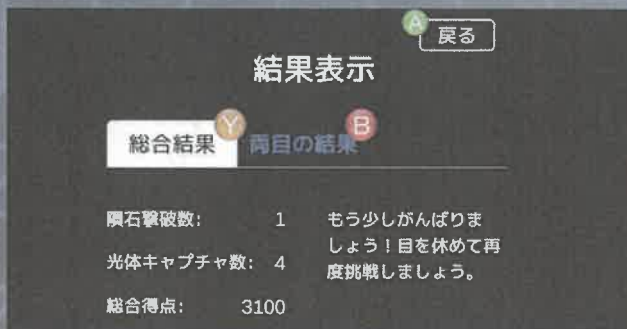 A
戻る
結果表示
総合結果 Y 両目の結果 B
隕石撃破数: 1
光体キャプチャ数: 4
総合得点: 3100
もう少しがんばりま
しょう！目を休めて再
度挑戦しましょう。